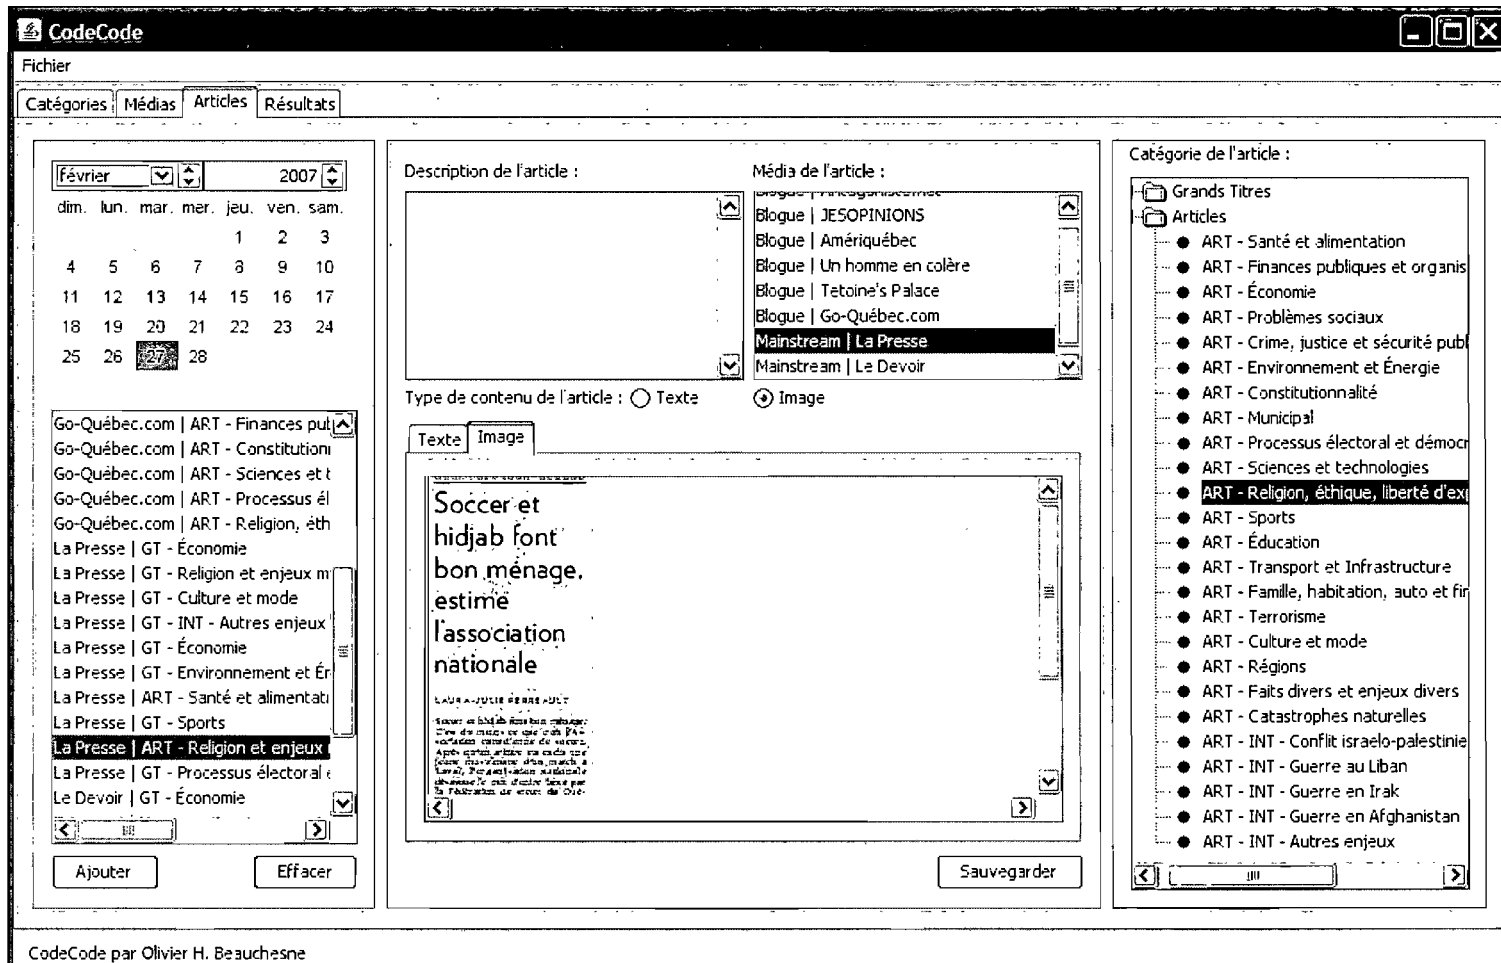 CodeCode
Fichier
Catégories Médias Articles Résultats
février 2007
dim. lun. mar. mer. jeu. ven. sam.
1 2 3
4 5 6 7 8 9 10
11 12 13 14 15 16 17
18 19 20 21 22 23 24
25 26 27 28
Go-Québec.com | ART - Finances pub
Go-Québec.com | ART - Constitution
Go-Québec.com | ART - Sciences et t
Go-Québec.com | ART - Processus él
Go-Québec.com | ART - Religion, éth
La Presse | GT - Économie
La Presse | GT - Religion et enjeux m
La Presse | GT - Culture et mode
La Presse | GT - INT - Autres enjeux
La Presse | GT - Économie
La Presse | GT - Environnement et Én
La Presse | ART - Santé et alimentati
La Presse | GT - Sports
La Presse | ART - Religion et enjeux
La Presse | GT - Processus électoral e
Le Devoir | GT - Économie
Ajouter Effacer
Description de l'article :
Média de l'article :
Blogue | JESOPINIONS
Blogue | Amériquébec
Blogue | Un homme en colère
Blogue | Tetoine's Palace
Blogue | Go-Québec.com
Mainstream | La Presse
Mainstream | Le Devoir
Type de contenu de l'article : Texte Image
Texte Image
Soccer et
hidjab font
bon ménage,
estime
l'association
nationale
LAURA-JULIE PERREAULT
Soccer et hidjab font bon ménage.
Sauvegarder
Catégorie de l'article :
Grands Titres
Articles
ART - Santé et alimentation
ART - Finances publiques et organis
ART - Économie
ART - Problèmes sociaux
ART - Crime, justice et sécurité publ
ART - Environnement et Énergie
ART - Constitutionnalité
ART - Municipal
ART - Processus électoral et démocr
ART - Sciences et technologies
ART - Religion, éthique, liberté d'exp
ART - Sports
ART - Éducation
ART - Transport et Infrastructure
ART - Famille, habitation, auto et fin
ART - Terrorisme
ART - Culture et mode
ART - Régions
ART - Faits divers et enjeux divers
ART - Catastrophes naturelles
ART - INT - Conflit israelo-palestinie
ART - INT - Guerre au Liban
ART - INT - Guerre en Irak
ART - INT - Guerre en Afghanistan
ART - INT - Autres enjeux
CodeCode par Olivier H. Beauchesne